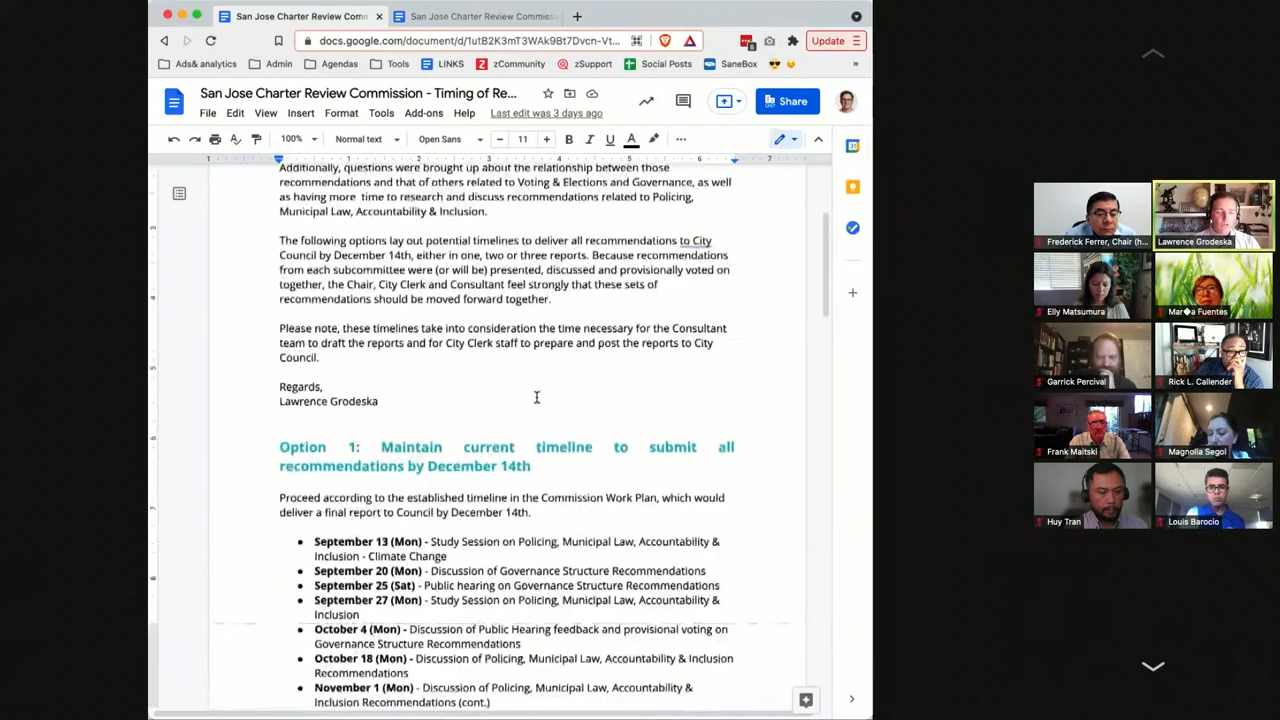 San Jose Charter Review Comm
San Jose Charter Review Commiss
docs.google.com/document/d/1utB2K3mT3WAk9Bt7Dvcn-Vt...
Update
Ads& analytics
Admin
Agendas
Tools
LINKS
zCommunity
zSupport
Social Posts
SaneBox
»
San Jose Charter Review Commission - Timing of Re...
File Edit View Insert Format Tools Add-ons Help
Last edit was 3 days ago
Share
100%
Normal text
Open Sans
11
B I U A
1 1 2 3 4 5 6 7
Additionally, questions were brought up about the relationship between those
recommendations and that of others related to Voting & Elections and Governance, as well
as having more time to research and discuss recommendations related to Policing,
Municipal Law, Accountability & Inclusion.
The following options lay out potential timelines to deliver all recommendations to City
Council by December 14th, either in one, two or three reports. Because recommendations
from each subcommittee were (or will be) presented, discussed and provisionally voted on
together, the Chair, City Clerk and Consultant feel strongly that these sets of
recommendations should be moved forward together.
Please note, these timelines take into consideration the time necessary for the Consultant
team to draft the reports and for City Clerk staff to prepare and post the reports to City
Council.
Regards,
Lawrence Grodeska
Option 1: Maintain current timeline to submit all
recommendations by December 14th
Proceed according to the established timeline in the Commission Work Plan, which would
deliver a final report to Council by December 14th.
September 13 (Mon) - Study Session on Policing, Municipal Law, Accountability &
Inclusion - Climate Change
September 20 (Mon) - Discussion of Governance Structure Recommendations
September 25 (Sat) - Public hearing on Governance Structure Recommendations
September 27 (Mon) - Study Session on Policing, Municipal Law, Accountability &
Inclusion
October 4 (Mon) - Discussion of Public Hearing feedback and provisional voting on
Governance Structure Recommendations
October 18 (Mon) - Discussion of Policing, Municipal Law, Accountability & Inclusion
Recommendations
November 1 (Mon) - Discussion of Policing, Municipal Law, Accountability &
Inclusion Recommendations (cont.)
Frederick Ferrer, Chair (h...
Lawrence Grodeska
Elly Matsumura
Mar�a Fuentes
Garrick Percival
Rick L. Callender
Frank Maitski
Magnolia Segol
Huy Tran
Louis Barocio